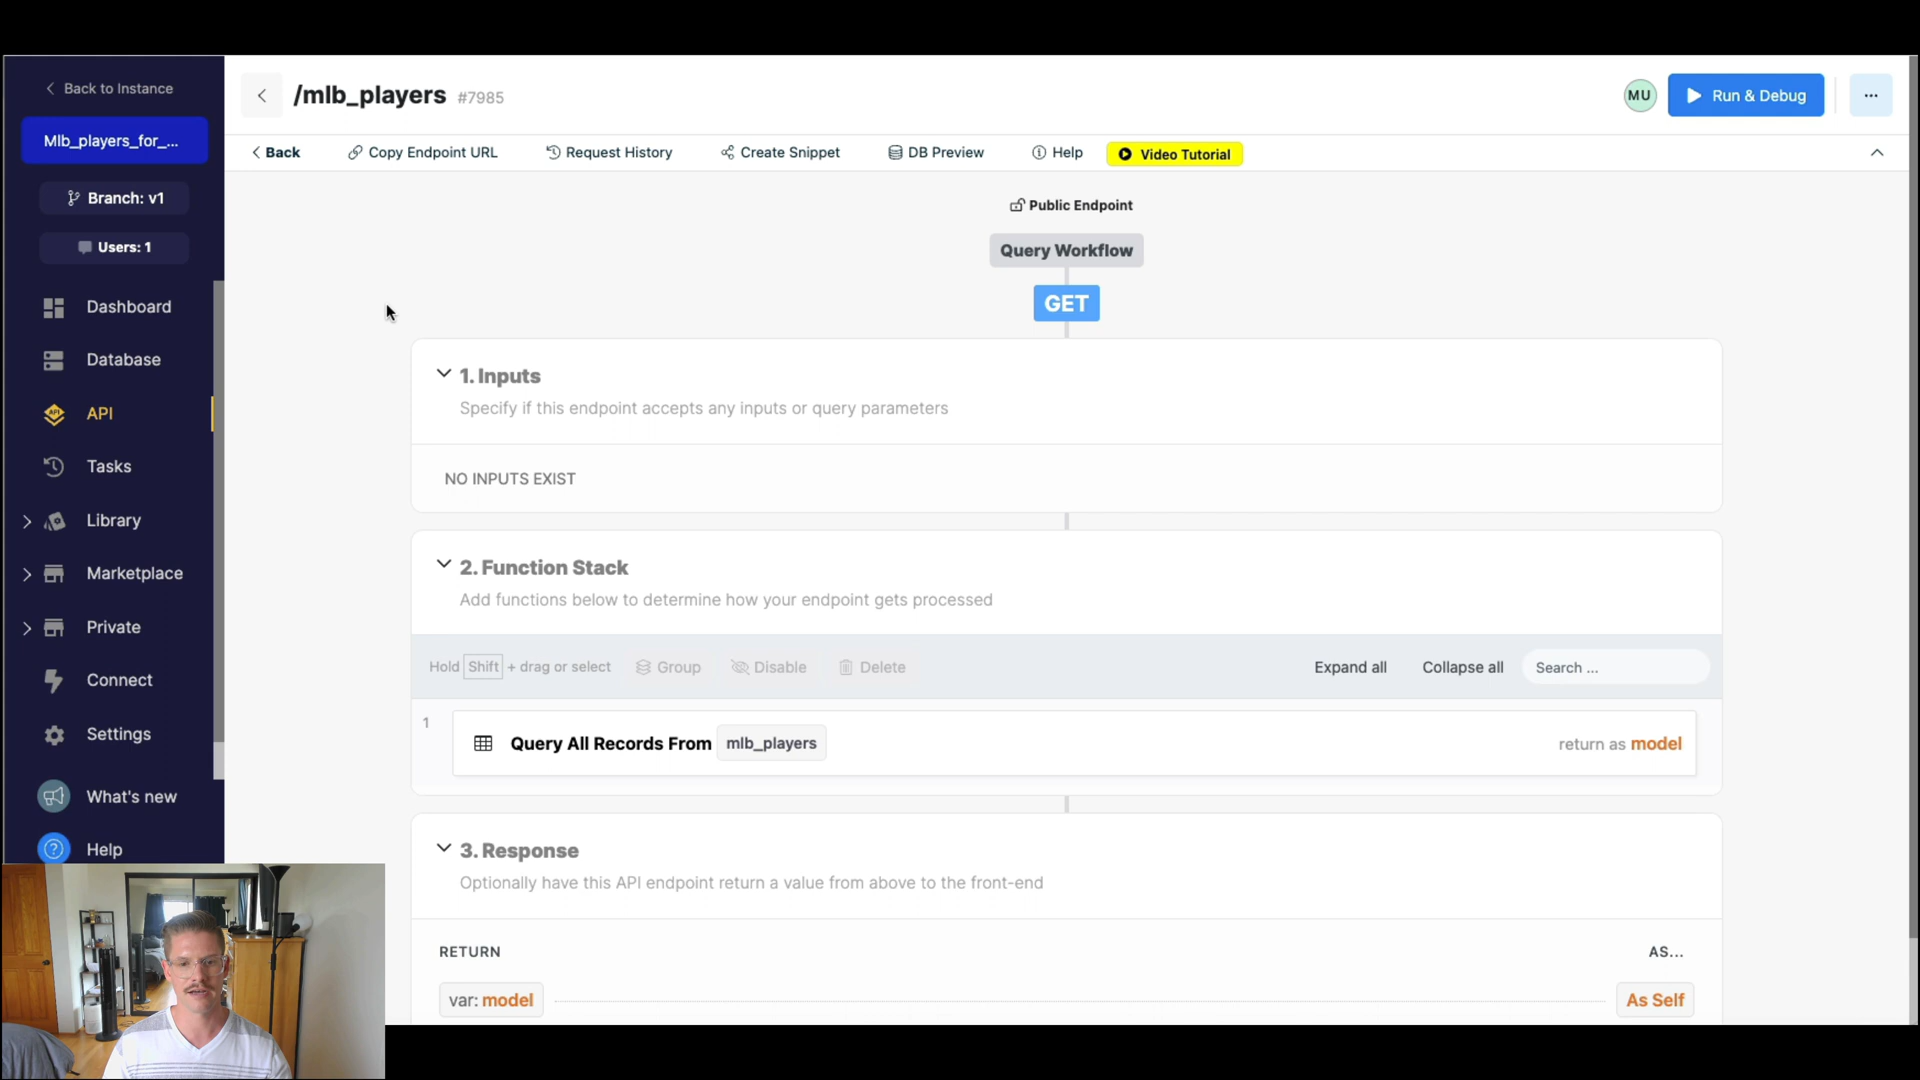 Back to Instance
Mlb_players_for_...
Branch: v1
Users: 1
Dashboard
Database
API
Tasks
Library
Marketplace
Private
Connect
Settings
What's new
Help
/mlb_players #7985
MU
Run & Debug
...
Back
Copy Endpoint URL
Request History
Create Snippet
DB Preview
Help
Video Tutorial
Public Endpoint
Query Workflow
GET
1. Inputs
Specify if this endpoint accepts any inputs or query parameters
NO INPUTS EXIST
2. Function Stack
Add functions below to determine how your endpoint gets processed
Hold Shift + drag or select Group Disable Delete Expand all Collapse all Search ...
1
Query All Records From mlb_players return as model
3. Response
Optionally have this API endpoint return a value from above to the front-end
RETURN AS...
var: model As Self